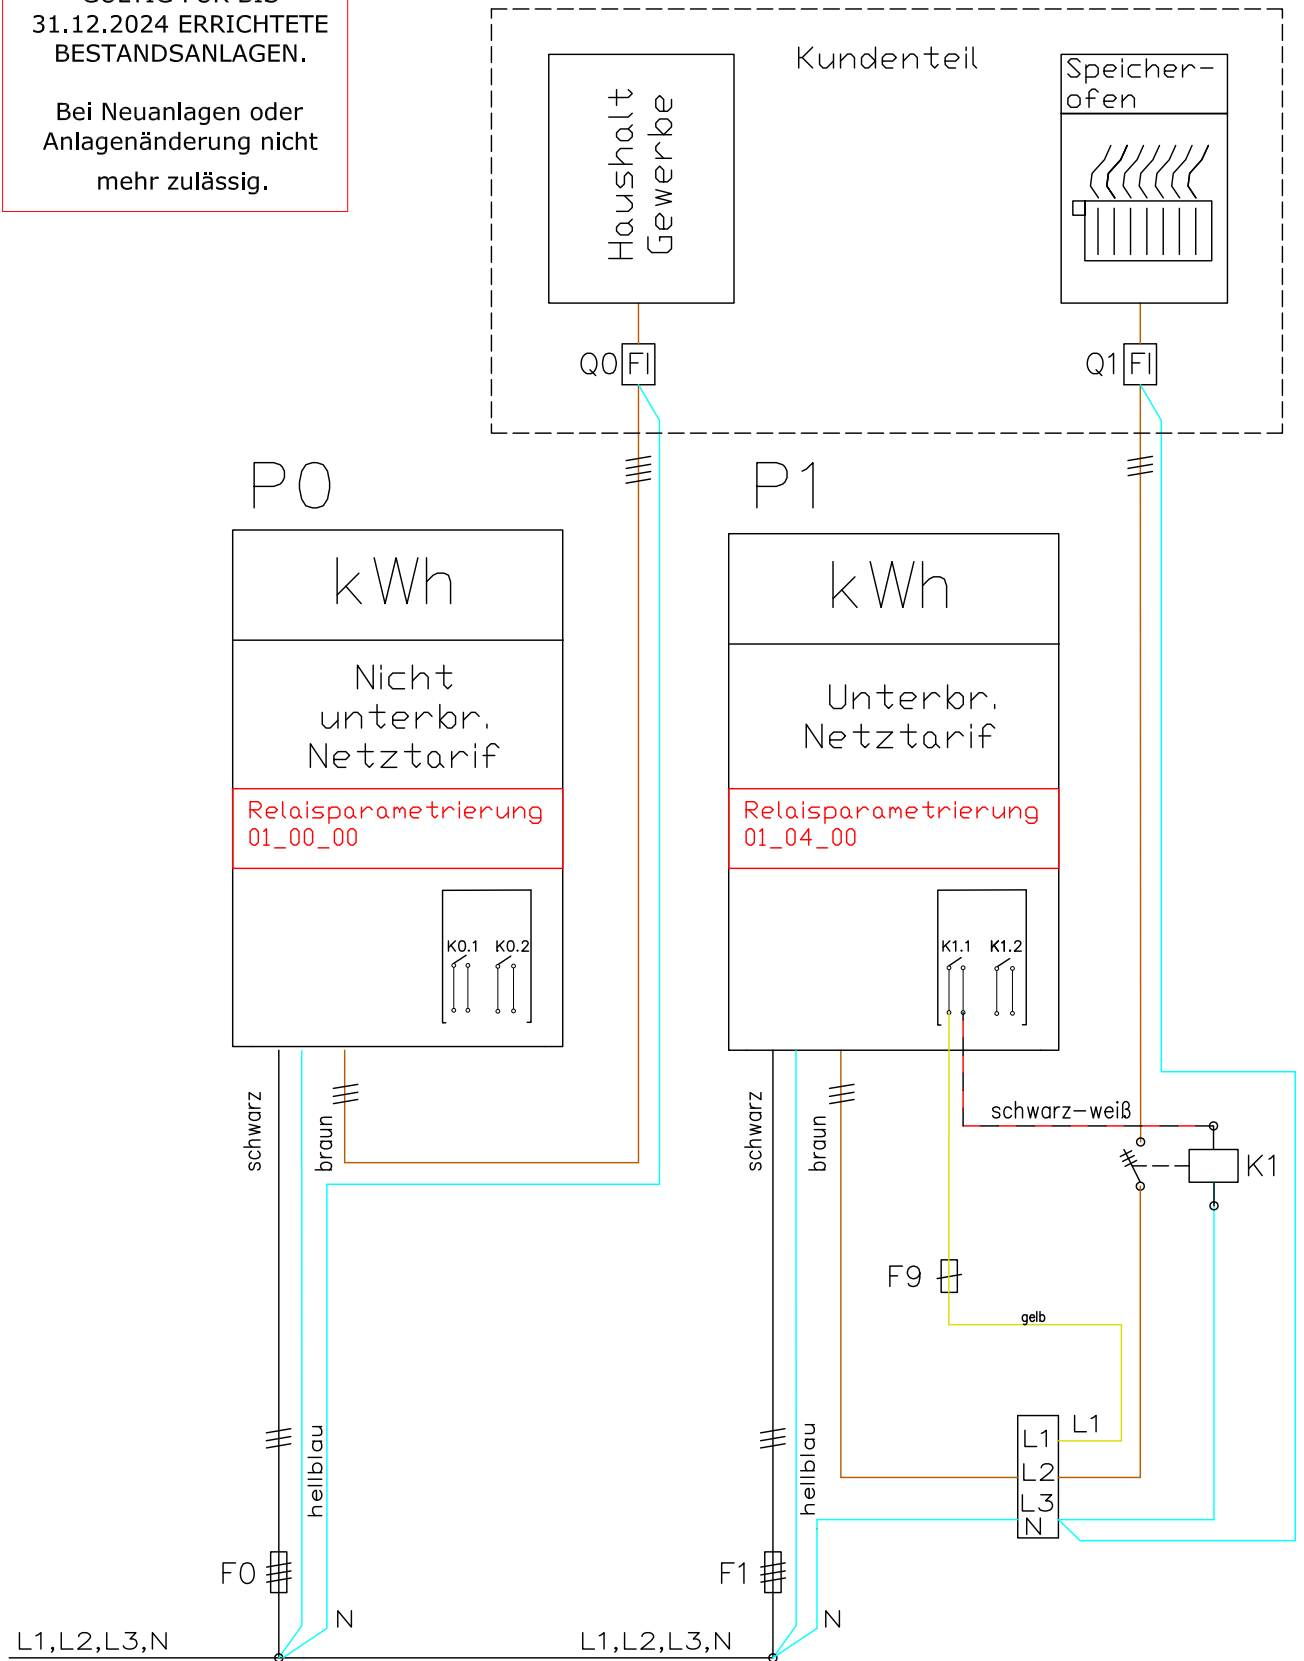 GÜLTIG FÜR BIS
31.12.2024 ERRICHTETE
BESTANDSANLAGEN.
Bei Neuanlagen oder
Anlagenänderung nicht
mehr zulässig.
Kundenteil
Haushalt
Gewerbe
Speicher-
ofen
Q0 FI
Q1 FI
P0
kWh
Nicht
unterbr.
Netztarif
Relaisparametrierung
01_00_00
K0.1 K0.2
P1
kWh
Unterbr.
Netztarif
Relaisparametrierung
01_04_00
K1.1 K1.2
schwarz
braun
schwarz
braun
schwarz-weiß
K1
F9
gelb
hellblau
hellblau
L1
L1
L2
L3
N
F0
F1
N
N
L1,L2,L3,N
L1,L2,L3,N